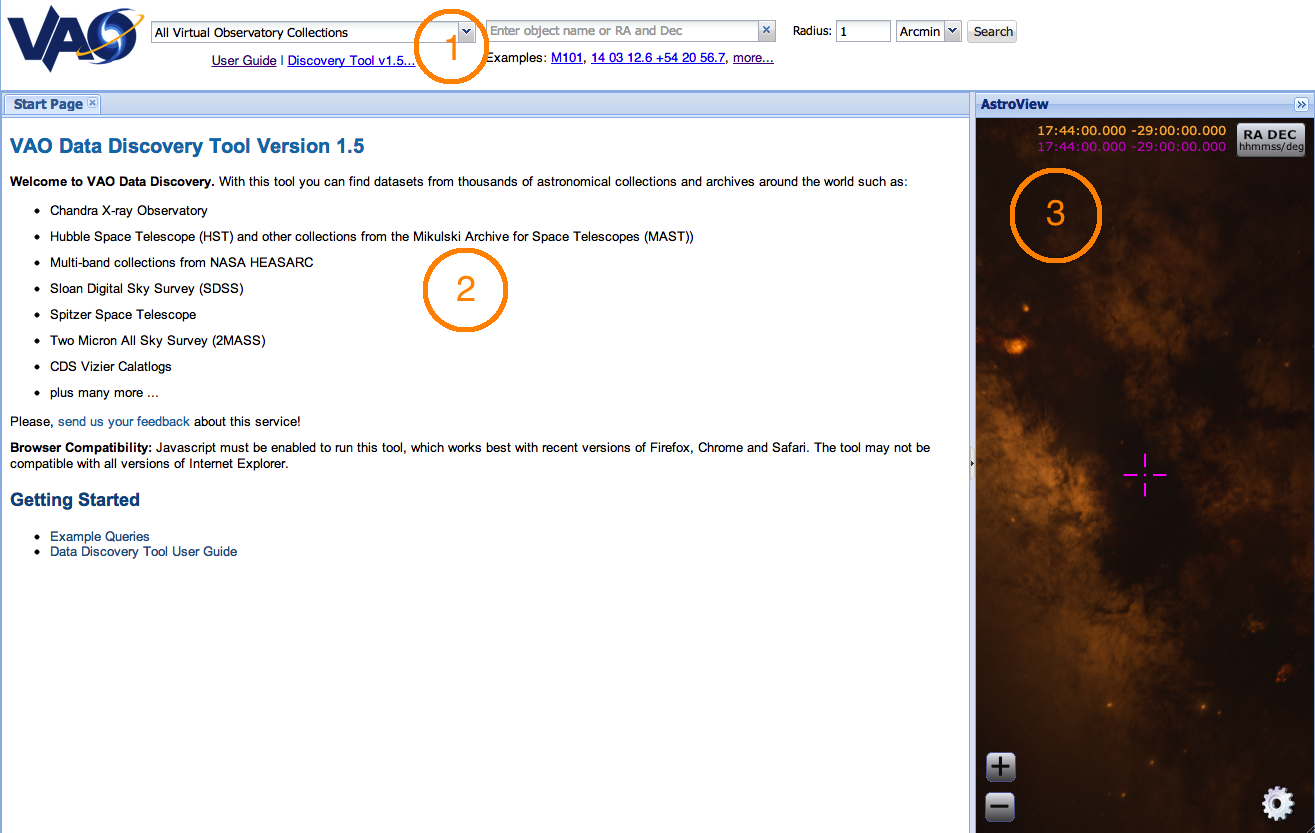 VAO
All Virtual Observatory Collections
1
Enter object name or RA and Dec
Radius: 1 Arcmin Search
User Guide | Discovery Tool v1.5...
Examples: M101, 14 03 12.6 +54 20 56.7, more...
Start Page
AstroView
17:44:00.000 -29:00:00.000
17:44:00.000 -29:00:00.000
RA DEC
hhmmss/deg
3
VAO Data Discovery Tool Version 1.5
Welcome to VAO Data Discovery. With this tool you can find datasets from thousands of astronomical collections and archives around the world such as:
• Chandra X-ray Observatory
• Hubble Space Telescope (HST) and other collections from the Mikulski Archive for Space Telescopes (MAST))
• Multi-band collections from NASA HEASARC
2
• Sloan Digital Sky Survey (SDSS)
• Spitzer Space Telescope
• Two Micron All Sky Survey (2MASS)
• CDS Vizier Calatlogs
• plus many more ...
Please, send us your feedback about this service!
Browser Compatibility: Javascript must be enabled to run this tool, which works best with recent versions of Firefox, Chrome and Safari. The tool may not be
compatible with all versions of Internet Explorer.
Getting Started
• Example Queries
• Data Discovery Tool User Guide